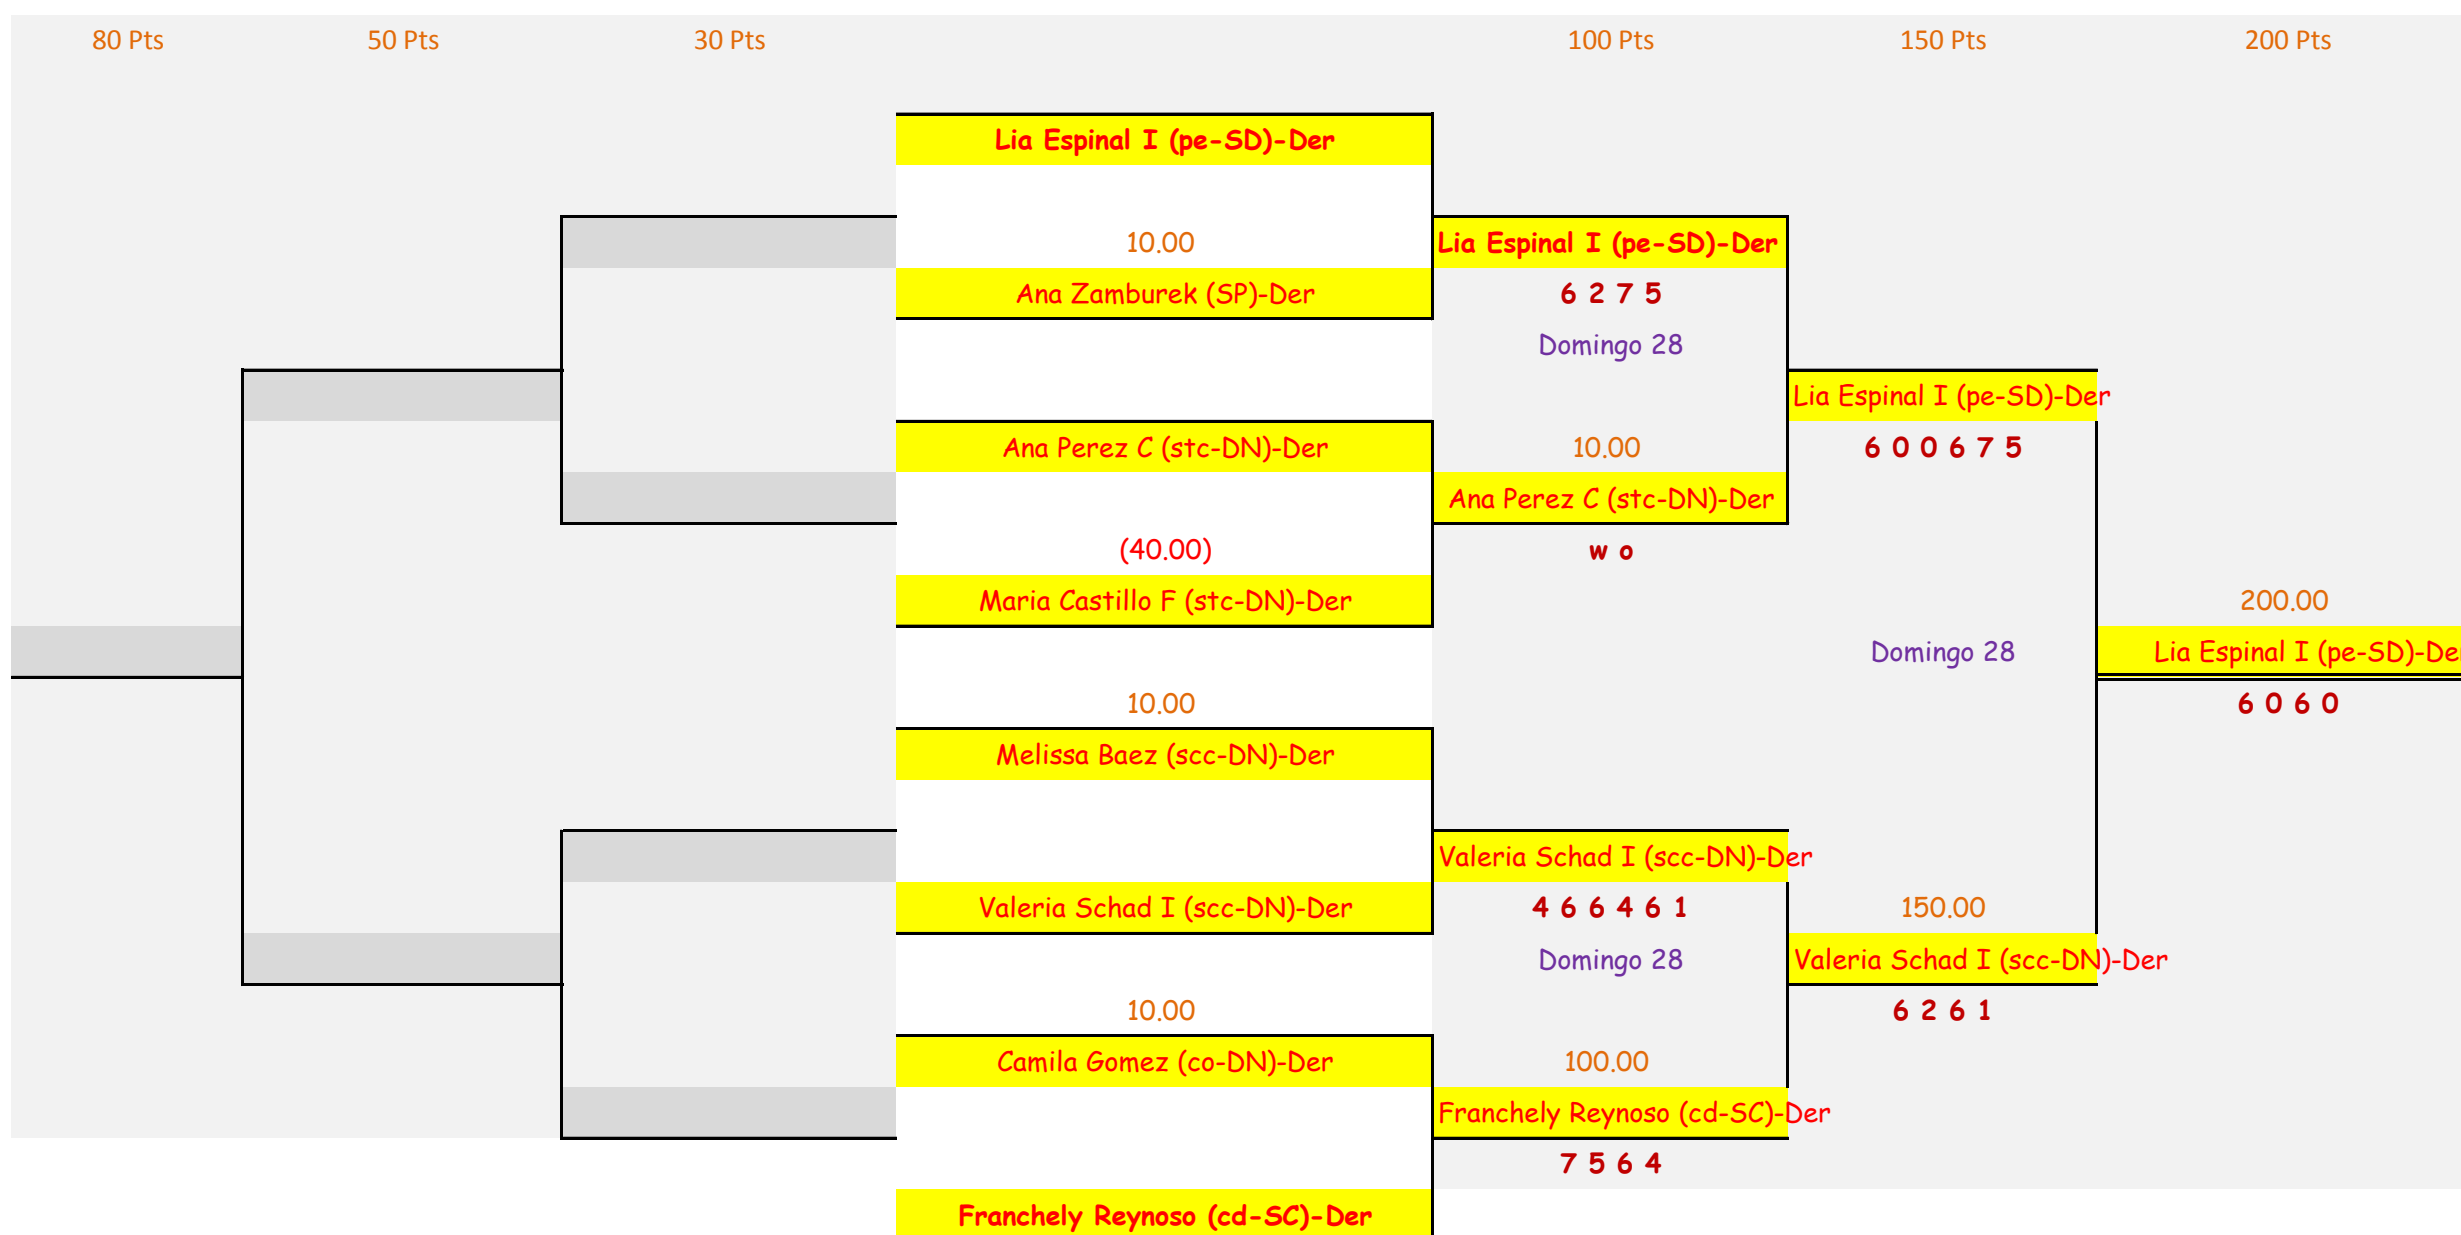 80 Pts 50 Pts 30 Pts 100 Pts 150 Pts 200 Pts
Lia Espinal I (pe-SD)-Der
10.00 Lia Espinal I (pe-SD)-Der
Ana Zamburek (SP)-Der 6 2 7 5
Domingo 28
Lia Espinal I (pe-SD)-Der
Ana Perez C (stc-DN)-Der 10.00 6 0 0 6 7 5
Ana Perez C (stc-DN)-Der
(40.00) w o
Maria Castillo F (stc-DN)-Der 200.00
Domingo 28 Lia Espinal I (pe-SD)-De
10.00 6 0 6 0
Melissa Baez (scc-DN)-Der
Valeria Schad I (scc-DN)-Der
Valeria Schad I (scc-DN)-Der 4 6 6 4 6 1 150.00
Domingo 28 Valeria Schad I (scc-DN)-Der
10.00 6 2 6 1
Camila Gomez (co-DN)-Der 100.00
Franchely Reynoso (cd-SC)-Der
7 5 6 4
Franchely Reynoso (cd-SC)-Der